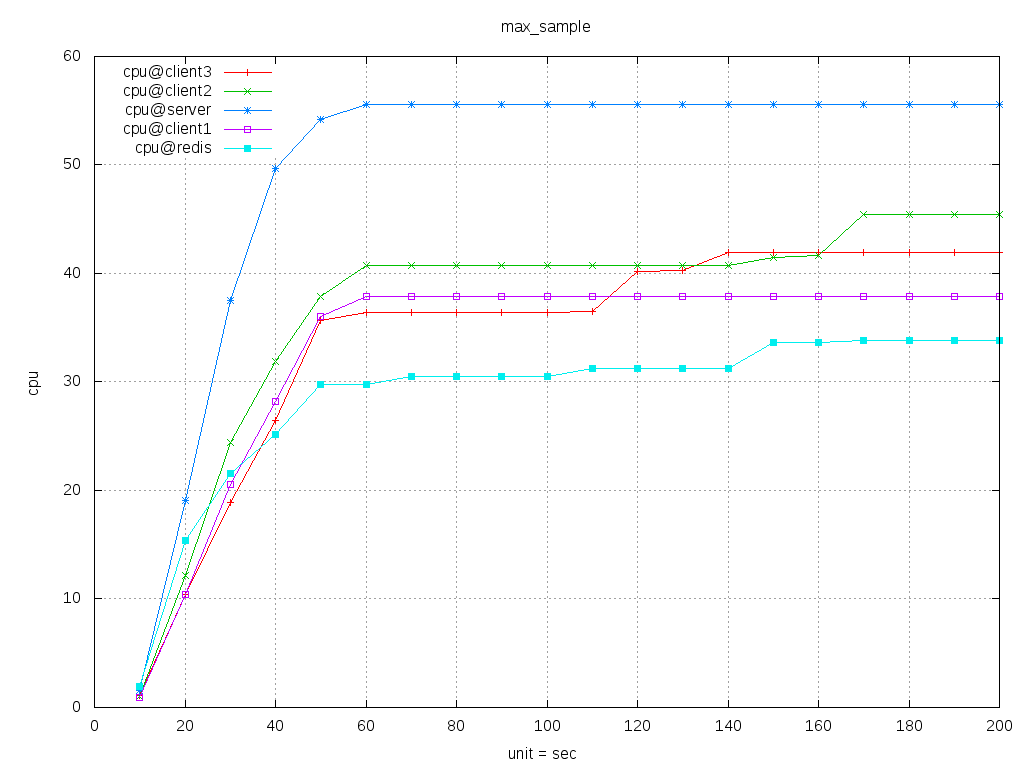 max_sample
60
50
40
30
20
10
0
cpu
cpu@client3
cpu@client2
cpu@server
cpu@client1
cpu@redis
0 20 40 60 80 100 120 140 160 180 200
unit = sec